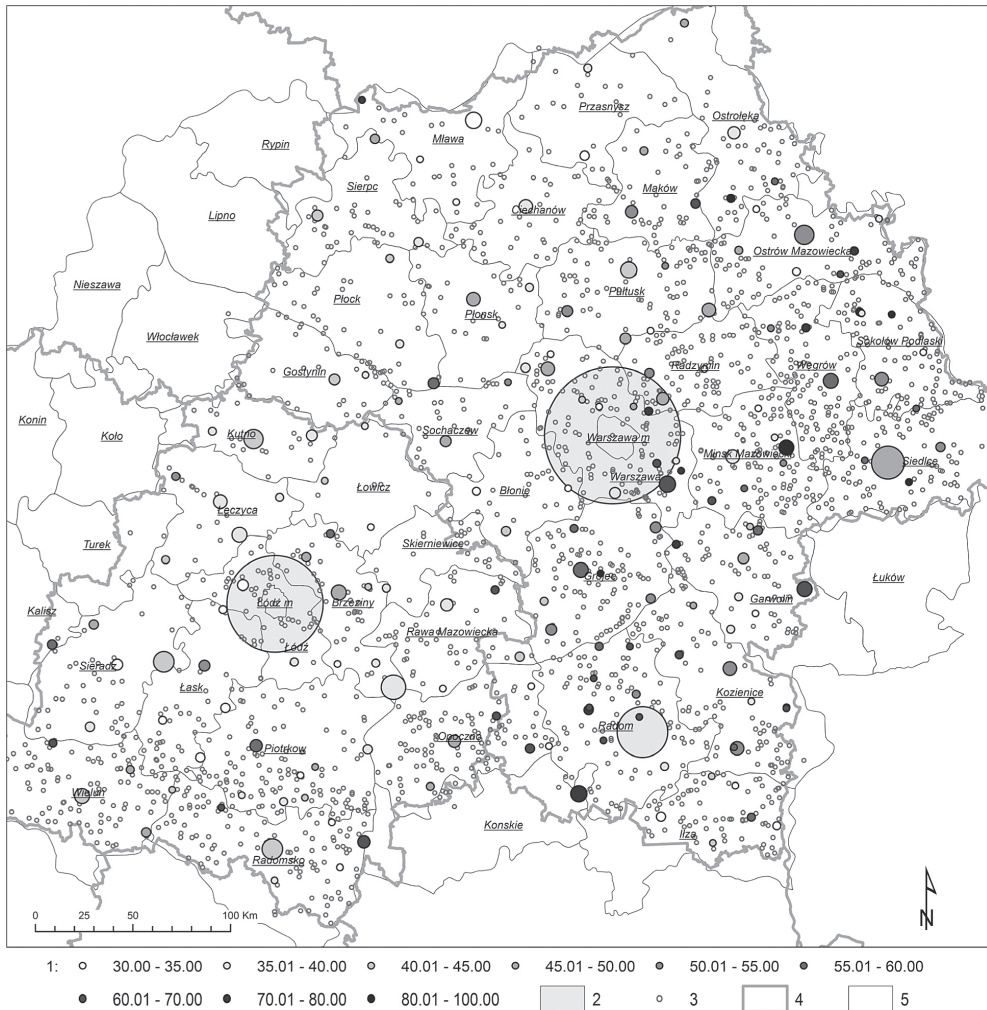 Przasnysz
Ostrołęka
Mława
Rypin
Sierpc
Maków
Lipno
Ciechanów
Ostrów Mazowiecka
Nieszawa
Płock
Pułtusk
Płońsk
Włocławek
Sokołów Podlaski
Gostynin
Radzymin
Węgrów
Konin
Koło
Kutno
Sochaczew
Warszawa m
Mińsk Mazowiecki
Siedlce
Warszawa
Błonie
Łowicz
Łęczyca
Turek
Skierniewice
Grójec
Łuków
Kalisz
Łódź m
Brzeziny
Garwolin
Rawa Mazowiecka
Łódź
Sieradz
Łask
Kozienice
Radom
Opoczno
Piotrkow
Wieluń
Konskie
Iłża
Radomsko
0 25 50 100 Km
N
1: 30.00 - 35.00 35.01 - 40.00 40.01 - 45.00 45.01 - 50.00 50.01 - 55.00 55.01 - 60.00
60.01 - 70.00 70.01 - 80.00 80.01 - 100.00 2 3 4 5